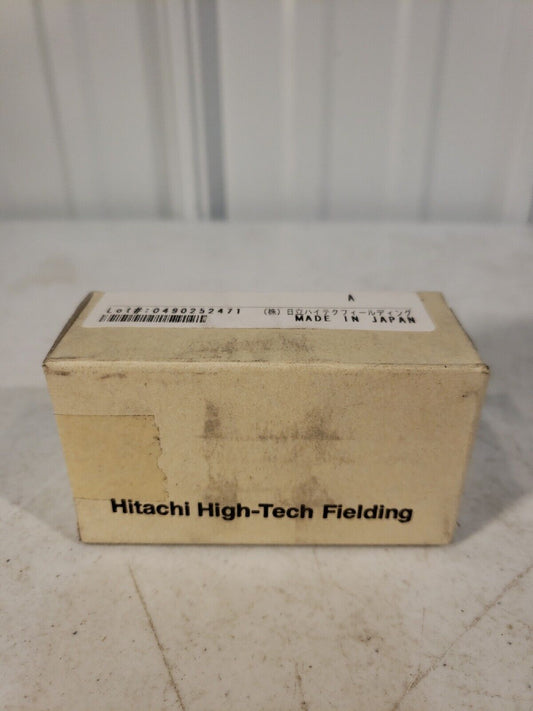 A
Lot#:0490252471 (株)日立ハイテクフィールディング
MADE IN JAPAN
Hitachi High-Tech Fielding